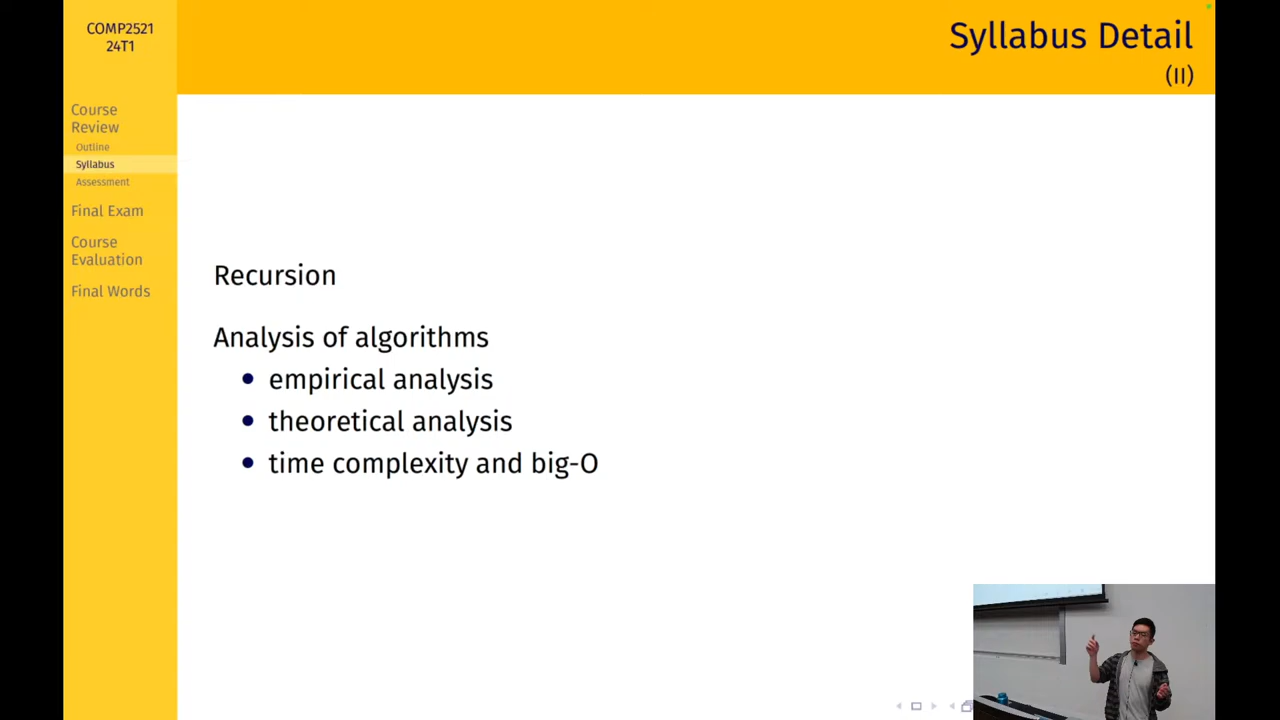 COMP2521
24T1
Syllabus Detail
(II)
Course
Review
Outline
Syllabus
Assessment
Final Exam
Course
Evaluation
Final Words
Recursion
Analysis of algorithms
• empirical analysis
• theoretical analysis
• time complexity and big-O